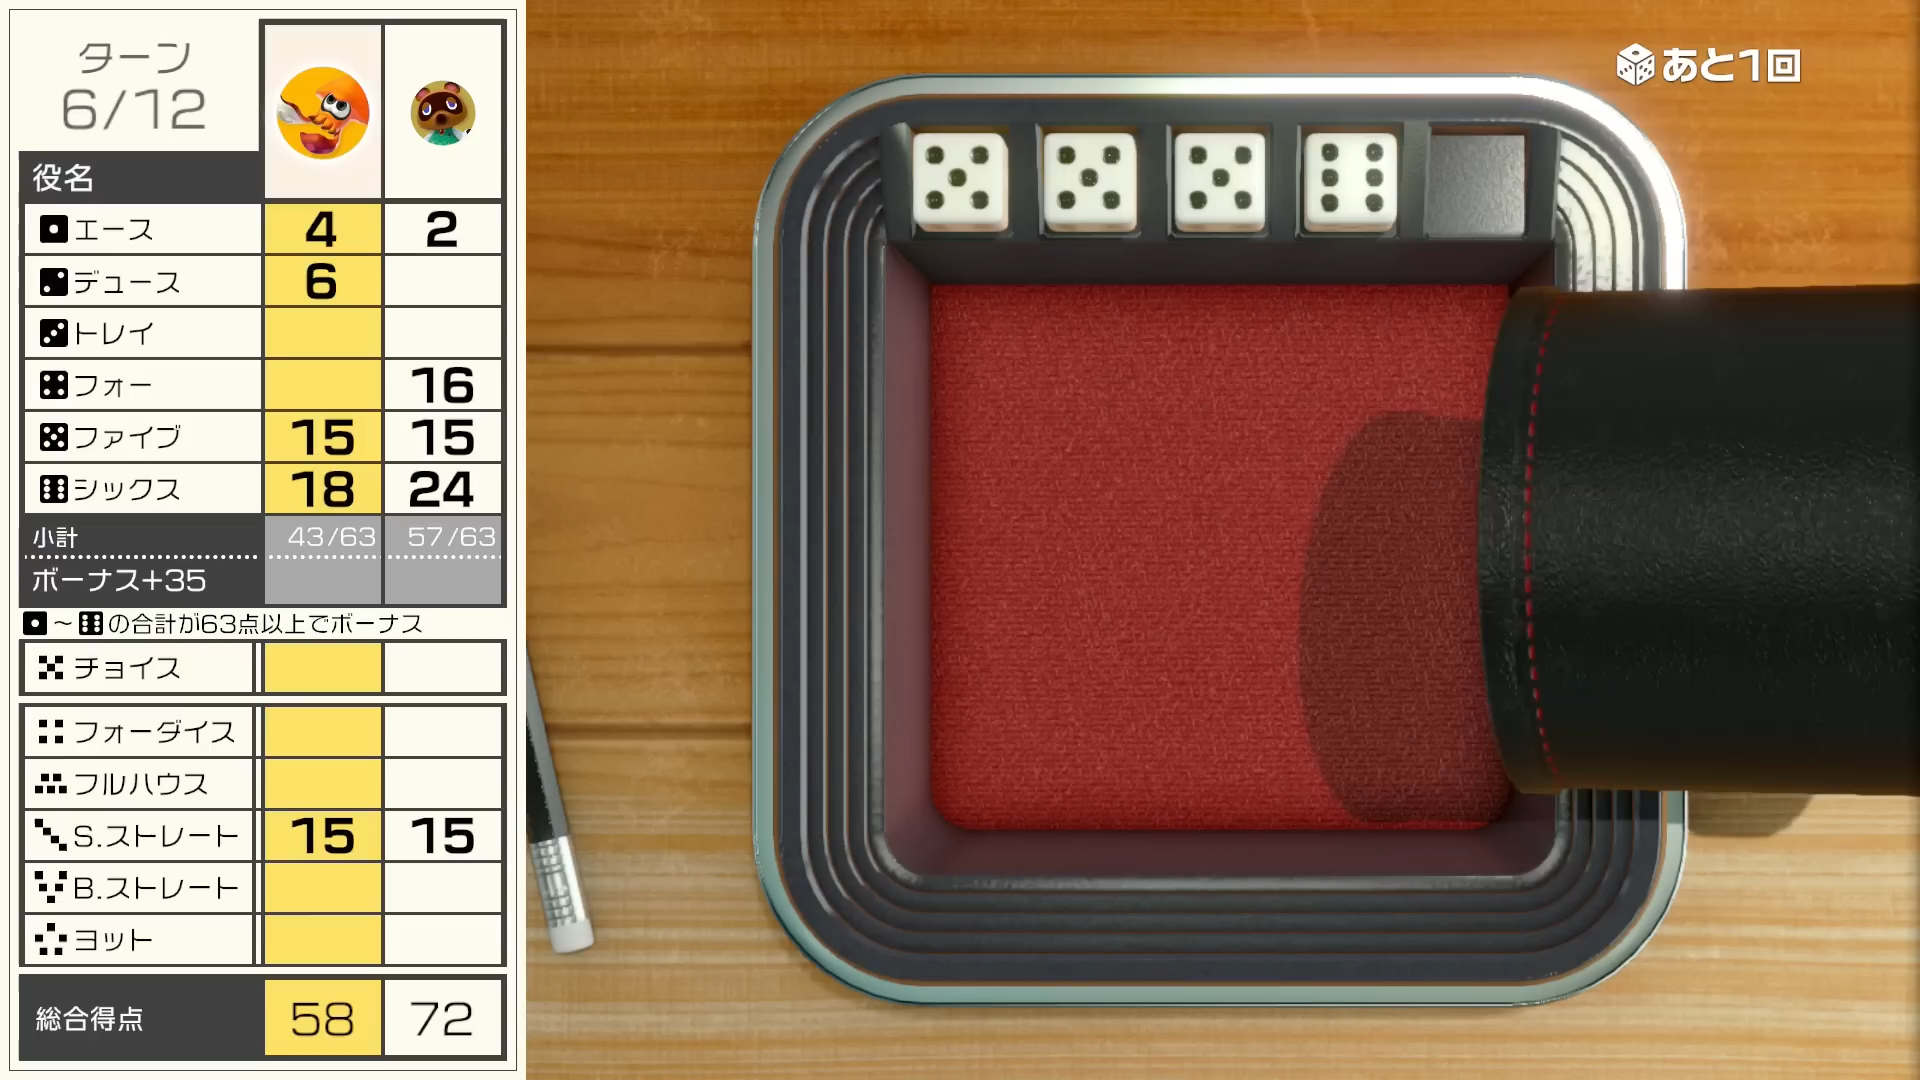 ターン
6/12
役名
エース 4 2
デュース 6
トレイ
フォー 16
ファイブ 15 15
シックス 18 24
小計 43/63 57/63
ボーナス+35
～の合計が63点以上でボーナス
チョイス
フォーダイス
フルハウス
S.ストレート 15 15
B.ストレート
ヨット
総合得点 58 72
あと1回